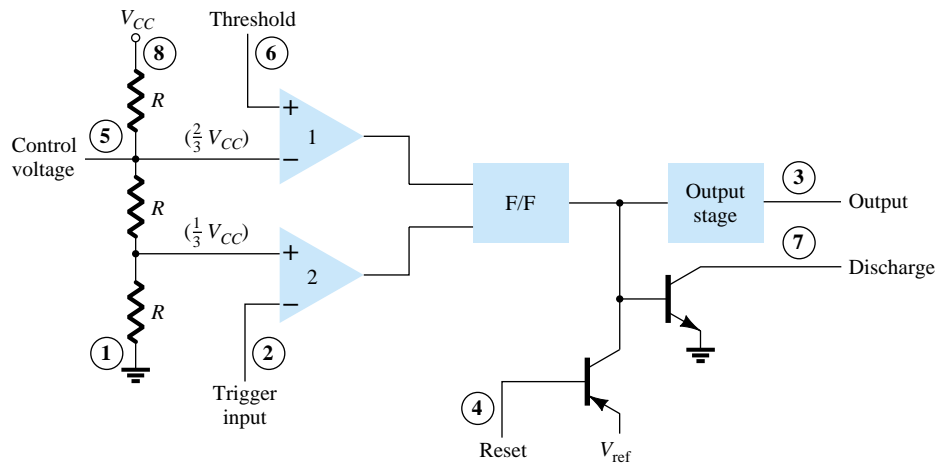 V_CC
8
Threshold
6
R
+
1
−
5
Control
voltage
(2/3 V_CC)
R
F/F
Output
stage
3
Output
(1/3 V_CC)
+
2
−
7
Discharge
R
1
2
Trigger
input
4
Reset
V_ref